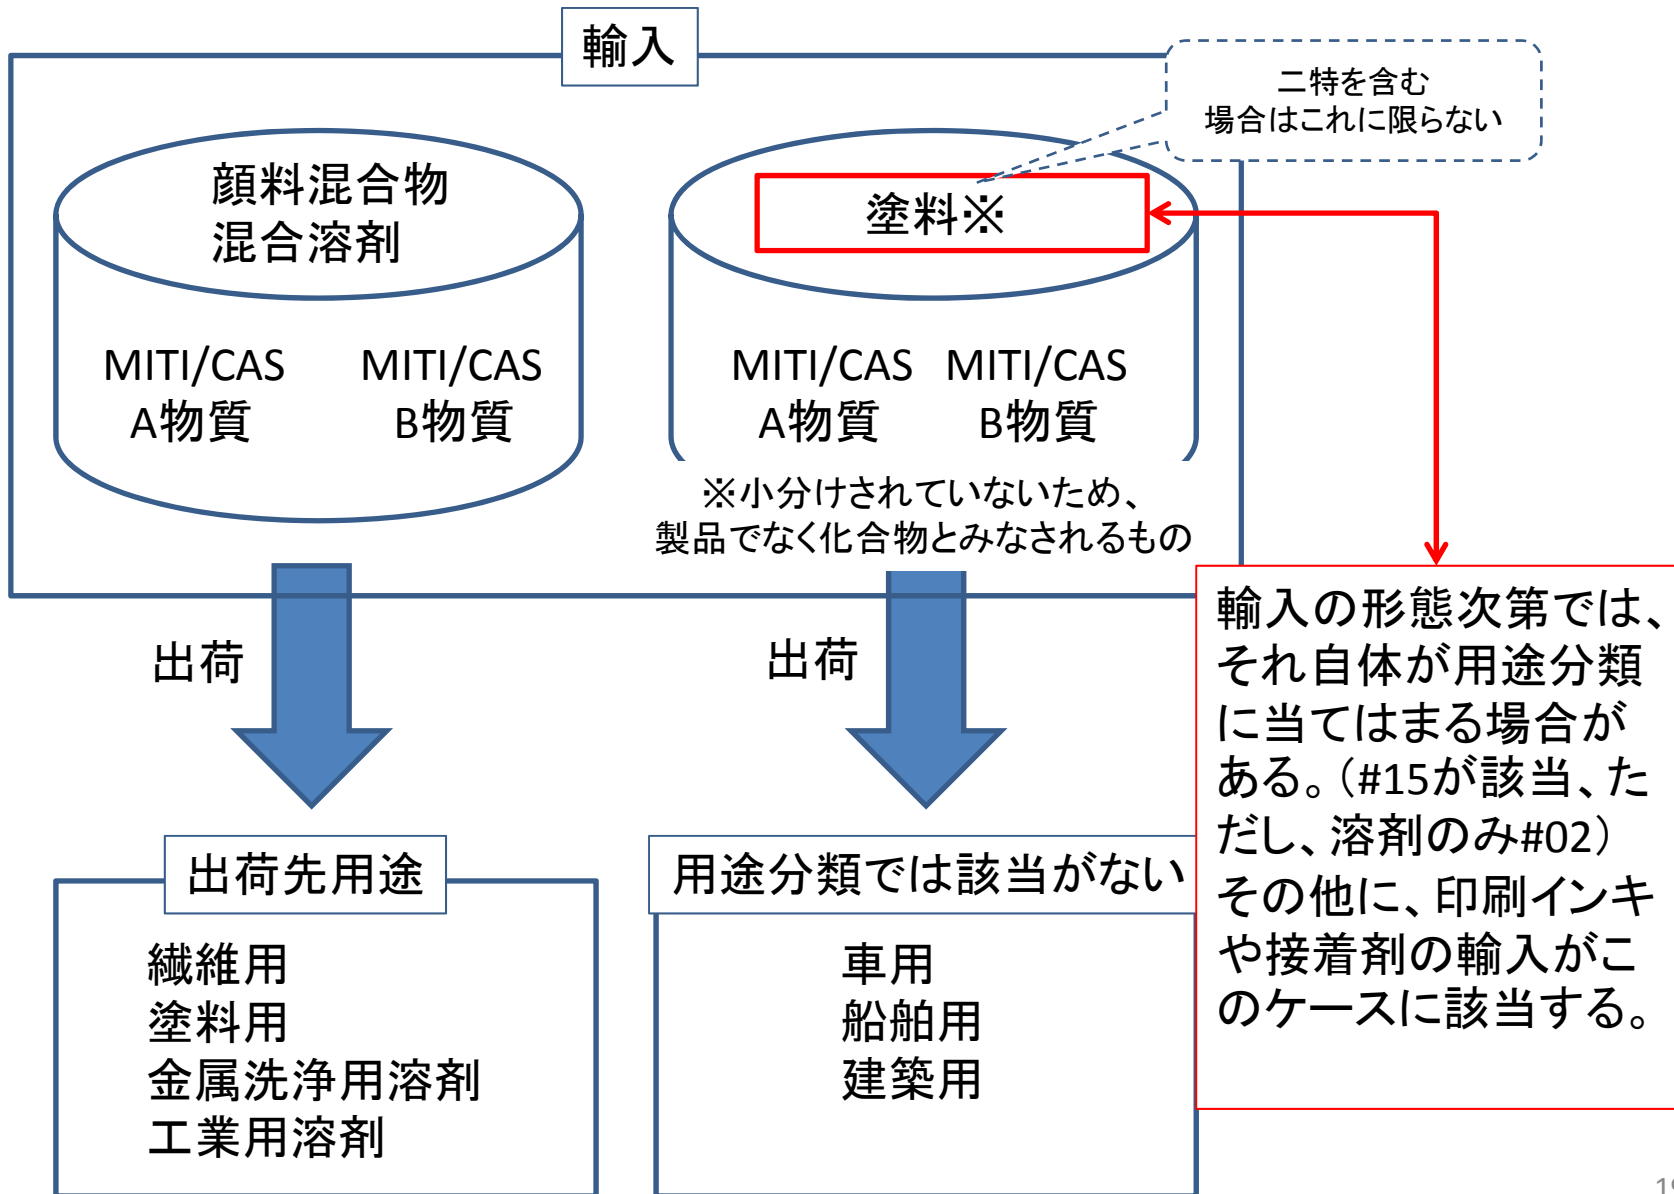 輸入
二特を含む
場合はこれに限らない
顔料混合物
混合溶剤
塗料※
MITI/CAS
A物質
MITI/CAS
B物質
MITI/CAS
A物質
MITI/CAS
B物質
※小分けされていないため、
製品でなく化合物とみなされるもの
出荷
出荷
輸入の形態次第では、
それ自体が用途分類
に当てはまる場合が
ある。(#15が該当、た
だし、溶剤のみ#02)
その他に、印刷インキ
や接着剤の輸入がこ
のケースに該当する。
出荷先用途
繊維用
塗料用
金属洗浄用溶剤
工業用溶剤
用途分類では該当がない
車用
船舶用
建築用